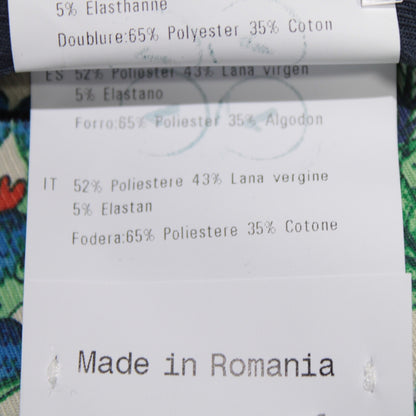 5% Elasthanne
Doublure:65% Polyester 35% Coton
ES 52% Poliester 43% Lana Virgen
5% Elastano
Forro:65% Poliester 35% Algodon
IT 52% Poliestere 43% Lana vergine
5% Elastan
Fodera:65% Poliestere 35% Cotone
Made in Romania